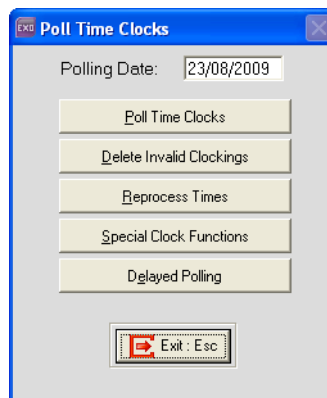 EXO Poll Time Clocks
Polling Date: 23/08/2009
Poll Time Clocks
Delete Invalid Clockings
Reprocess Times
Special Clock Functions
Delayed Polling
Exit : Esc